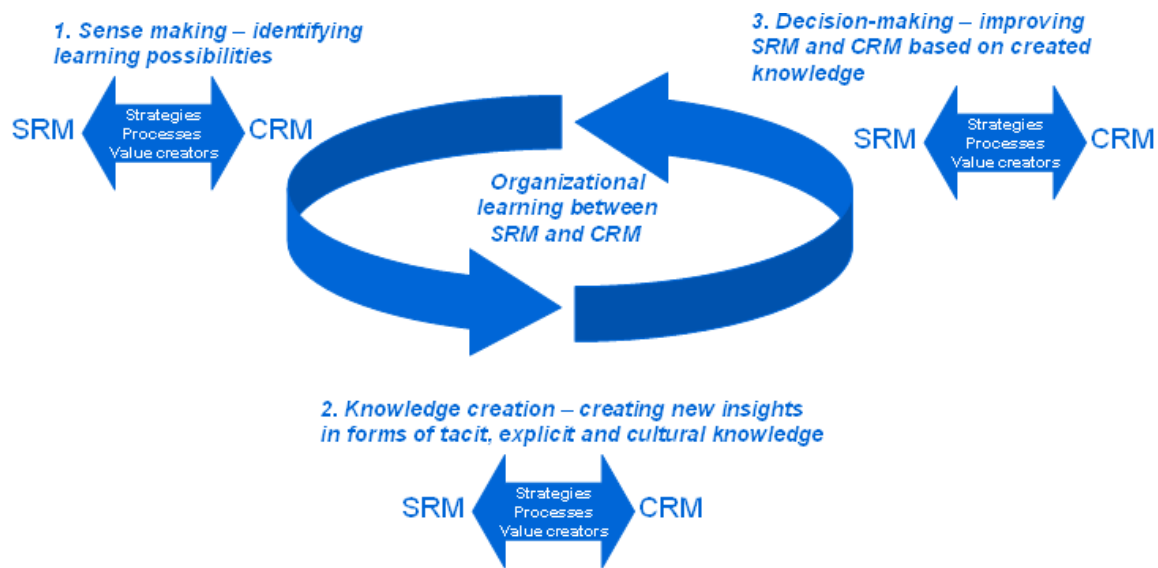 1. Sense making – identifying
learning possibilities
SRM
Strategies
Processes
Value creators
CRM
3. Decision-making – improving
SRM and CRM based on created
knowledge
SRM
Strategies
Processes
Value creators
CRM
Organizational
learning between
SRM and CRM
2. Knowledge creation – creating new insights
in forms of tacit, explicit and cultural knowledge
SRM
Strategies
Processes
Value creators
CRM